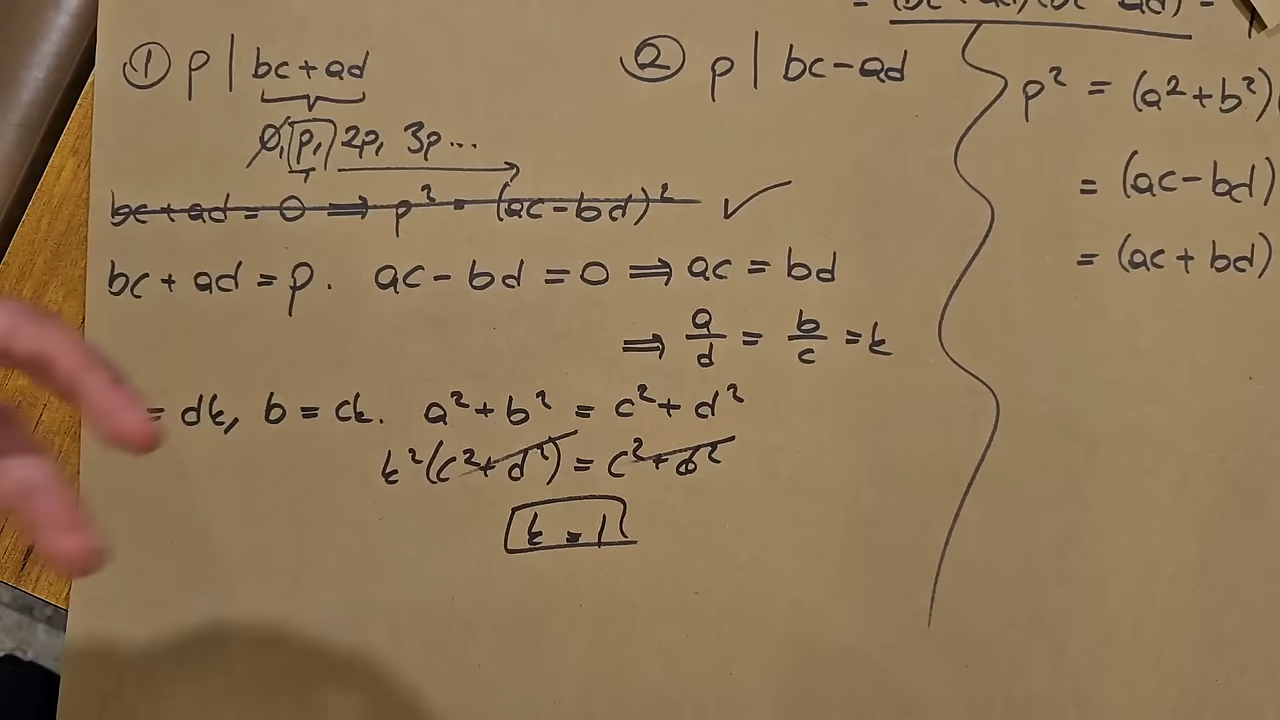 ① p | bc+ad
0, p, 2p, 3p...
bc+ad = 0 ⟹ p² = (ac-bd)² ✓
bc + ad = p. ac - bd = 0 ⟹ ac = bd
⟹ a/d = b/c = k
= dk, b = ck. a² + b² = c² + d²
k²(c² + d²) = c² + d²
k = 1
② p | bc-ad
p² = (a²+b²)
= (ac-bd)
= (ac + bd)